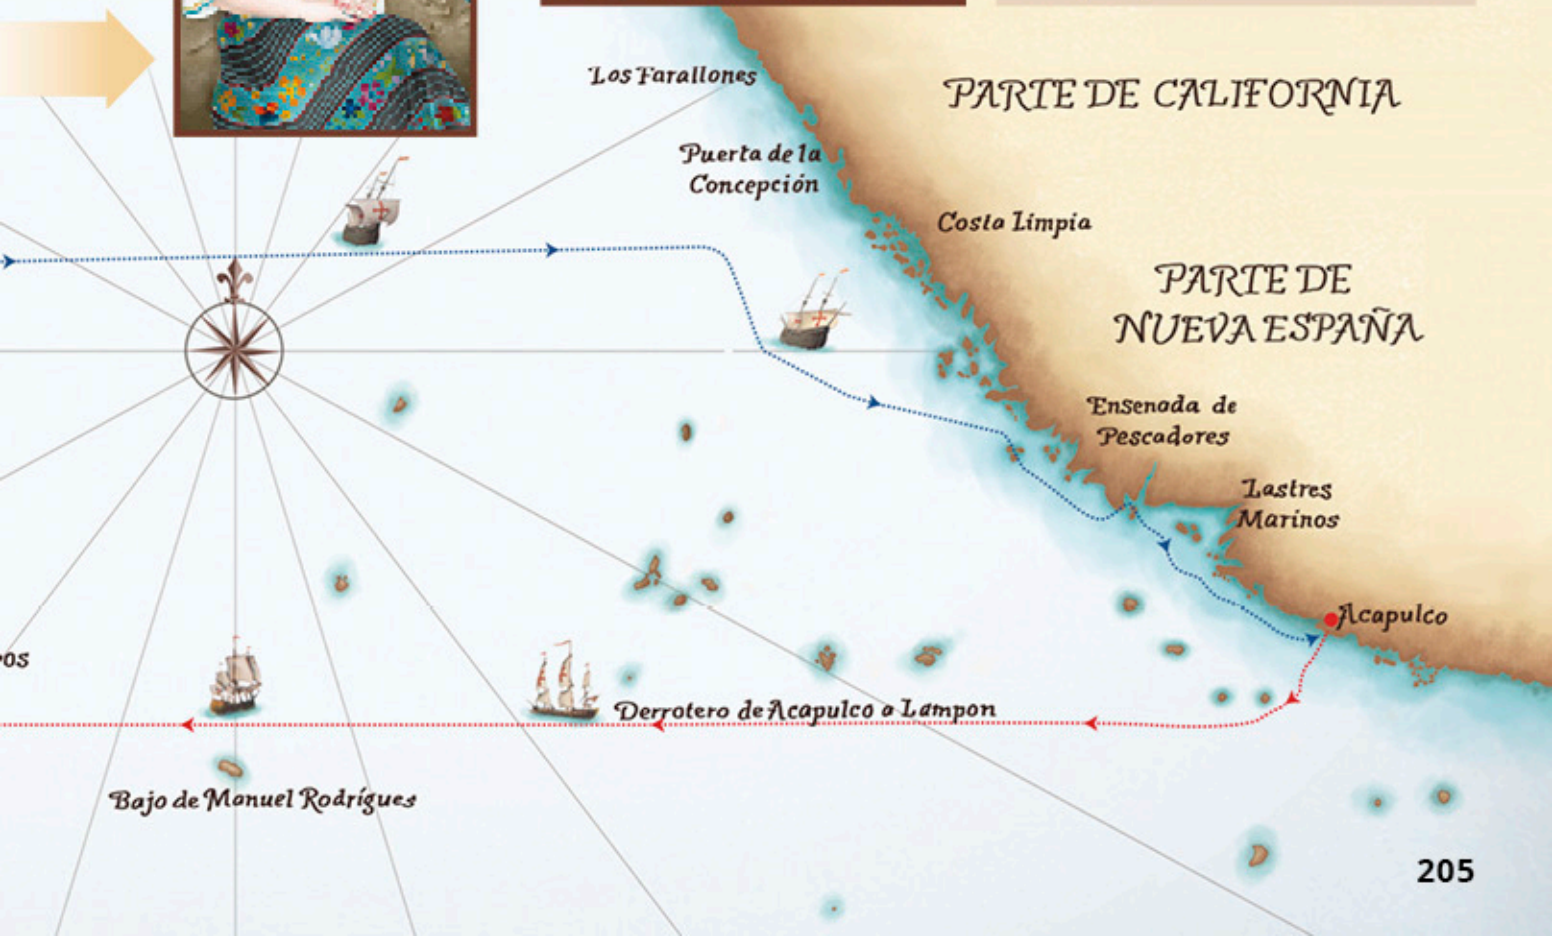 Los Farallones
PARTE DE CALIFORNIA
Puerta de la
Concepción
Costa Limpia
PARTE DE
NUEVA ESPAÑA
Ensenada de
Pescadores
Lastres
Marinos
Acapulco
Derrotero de Acapulco a Lampon
Bajo de Manuel Rodrígues
205